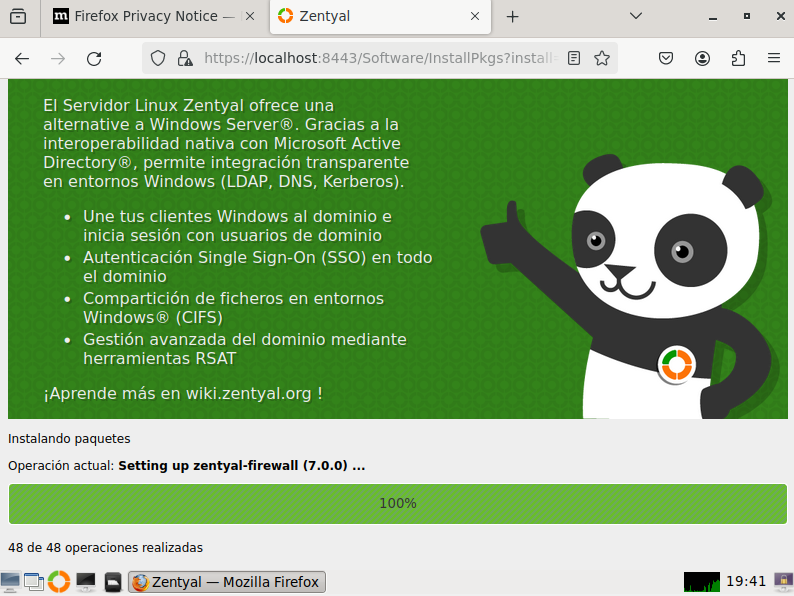 Firefox Privacy Notice —
Zentyal
https://localhost:8443/Software/InstallPkgs?install
El Servidor Linux Zentyal ofrece una
alternative a Windows Server®. Gracias a la
interoperabilidad nativa con Microsoft Active
Directory®, permite integración transparente
en entornos Windows (LDAP, DNS, Kerberos).
• Une tus clientes Windows al dominio e
inicia sesión con usuarios de dominio
• Autenticación Single Sign-On (SSO) en todo
el dominio
• Compartición de ficheros en entornos
Windows® (CIFS)
• Gestión avanzada del dominio mediante
herramientas RSAT
¡Aprende más en wiki.zentyal.org !
Instalando paquetes
Operación actual: Setting up zentyal-firewall (7.0.0) ...
100%
48 de 48 operaciones realizadas
Zentyal — Mozilla Firefox
19:41